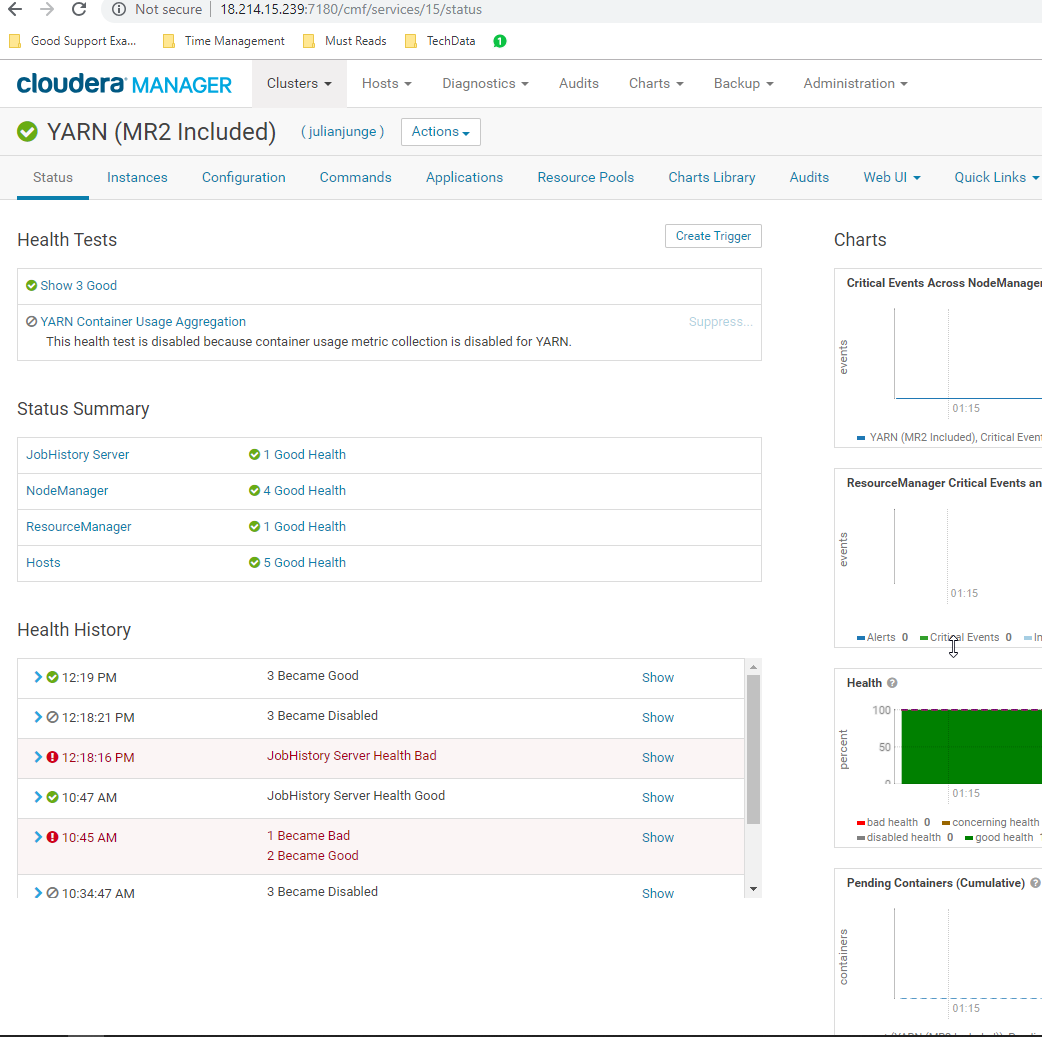 Not secure | 18.214.15.239:7180/cmf/services/15/status
Good Support Exa... Time Management Must Reads TechData 1
cloudera MANAGER Clusters Hosts Diagnostics Audits Charts Backup Administration
YARN (MR2 Included) ( julianjunge ) Actions
Status Instances Configuration Commands Applications Resource Pools Charts Library Audits Web UI Quick Links
Health Tests
Create Trigger
Show 3 Good
YARN Container Usage Aggregation Suppress...
This health test is disabled because container usage metric collection is disabled for YARN.
Status Summary
JobHistory Server 1 Good Health
NodeManager 4 Good Health
ResourceManager 1 Good Health
Hosts 5 Good Health
Health History
12:19 PM 3 Became Good Show
12:18:21 PM 3 Became Disabled Show
12:18:16 PM JobHistory Server Health Bad Show
10:47 AM JobHistory Server Health Good Show
10:45 AM 1 Became Bad Show
2 Became Good
10:34:47 AM 3 Became Disabled Show
Charts
Critical Events Across NodeManager
events
01:15
YARN (MR2 Included), Critical Event
ResourceManager Critical Events an
events
01:15
Alerts 0 Critical Events 0 In
Health ?
100
50
0
percent
01:15
bad health 0 concerning health
disabled health 0 good health
Pending Containers (Cumulative) ?
containers
01:15